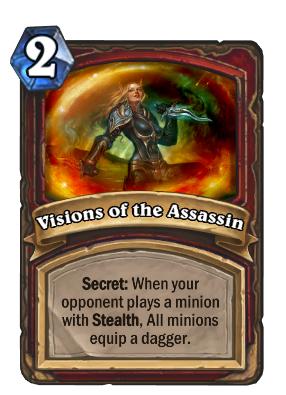 2
Visions of the Assassin
Secret: When your
opponent plays a minion
with Stealth, All minions
equip a dagger.